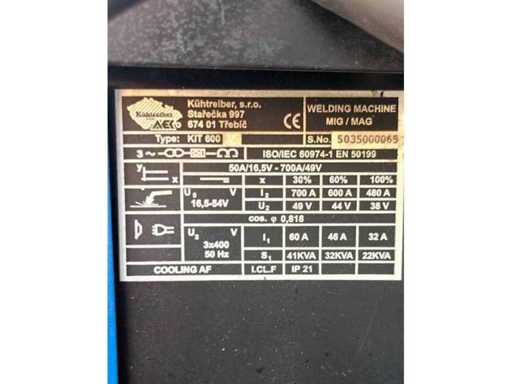 Kühtreiber
Kühtreiber, s.r.o.
Stařečka 997
674 01 Třebíč
CE
WELDING MACHINE
MIG / MAG
Type: KIT 600
S.No. 5035000065
3 ~ ISO/IEC 60974-1 EN 50199
50A/16,5V - 700A/49V
x 30% 60% 100%
U₀ V I₂ 700 A 600 A 480 A
16,5-54V U₂ 49 V 44 V 38 V
cos. φ 0,818
V I₁ 60 A 46 A 32 A
3x400
50 Hz S₁ 41KVA 32KVA 22KVA
COOLING AF I.CL.F IP 21